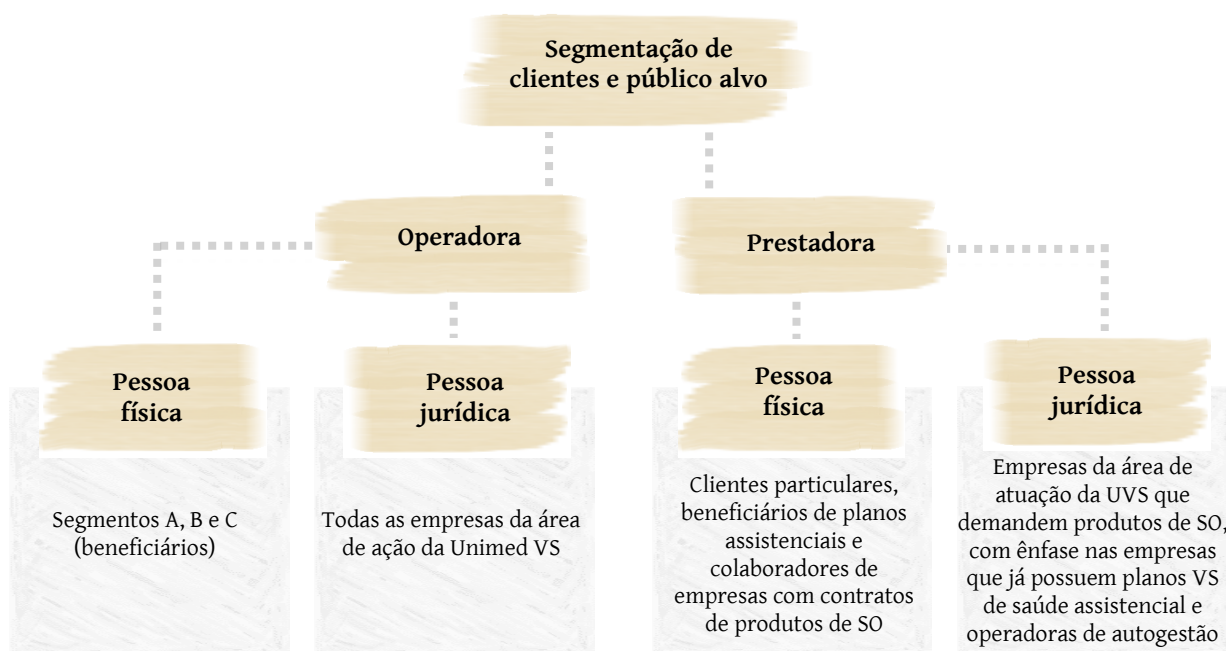 Segmentação de
clientes e público alvo
Operadora
Prestadora
Pessoa
física
Pessoa
jurídica
Pessoa
física
Pessoa
jurídica
Segmentos A, B e C
(beneficiários)
Todas as empresas da área
de ação da Unimed VS
Clientes particulares,
beneficiários de planos
assistenciais e
colaboradores de
empresas com contratos
de produtos de SO
Empresas da área de
atuação da UVS que
demandem produtos de SO,
com ênfase nas empresas
que já possuem planos VS
de saúde assistencial e
operadoras de autogestão